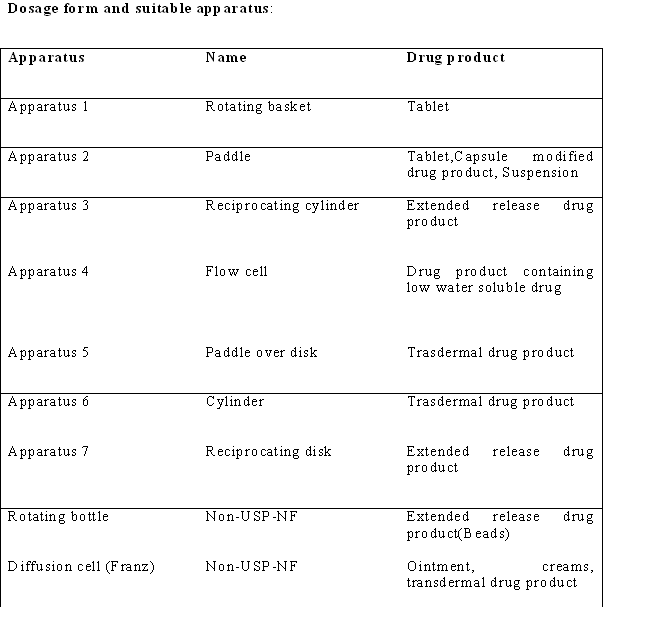 Dosage form and suitable apparatus:
Apparatus Name Drug product
Apparatus 1 Rotating basket Tablet
Apparatus 2 Paddle Tablet,Capsule modified
drug product, Suspension
Apparatus 3 Reciprocating cylinder Extended release drug
product
Apparatus 4 Flow cell Drug product containing
low water soluble drug
Apparatus 5 Paddle over disk Trasdermal drug product
Apparatus 6 Cylinder Trasdermal drug product
Apparatus 7 Reciprocating disk Extended release drug
product
Rotating bottle Non-USP-NF Extended release drug
product(Beads)
Diffusion cell (Franz) Non-USP-NF Ointment, creams,
transdermal drug product